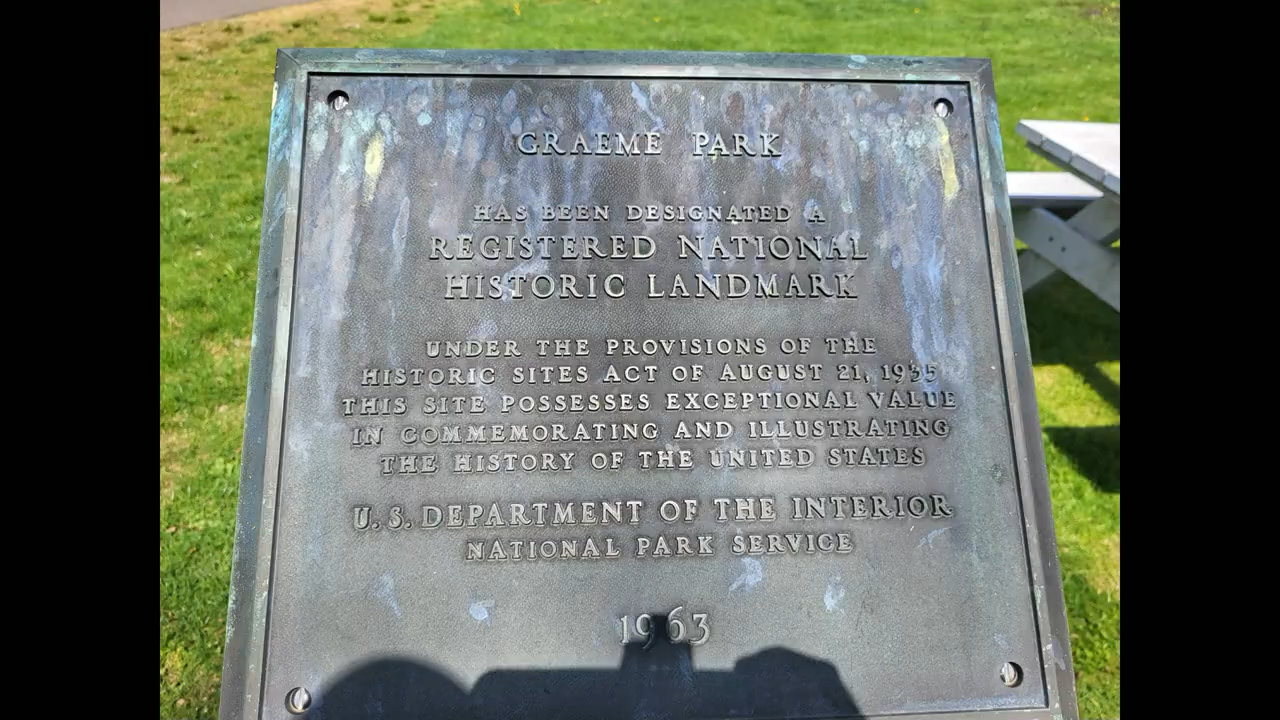 GRAEME PARK
HAS BEEN DESIGNATED A
REGISTERED NATIONAL
HISTORIC LANDMARK
UNDER THE PROVISIONS OF THE
HISTORIC SITES ACT OF AUGUST 21, 1935
THIS SITE POSSESSES EXCEPTIONAL VALUE
IN COMMEMORATING AND ILLUSTRATING
THE HISTORY OF THE UNITED STATES
U.S. DEPARTMENT OF THE INTERIOR
NATIONAL PARK SERVICE
1963